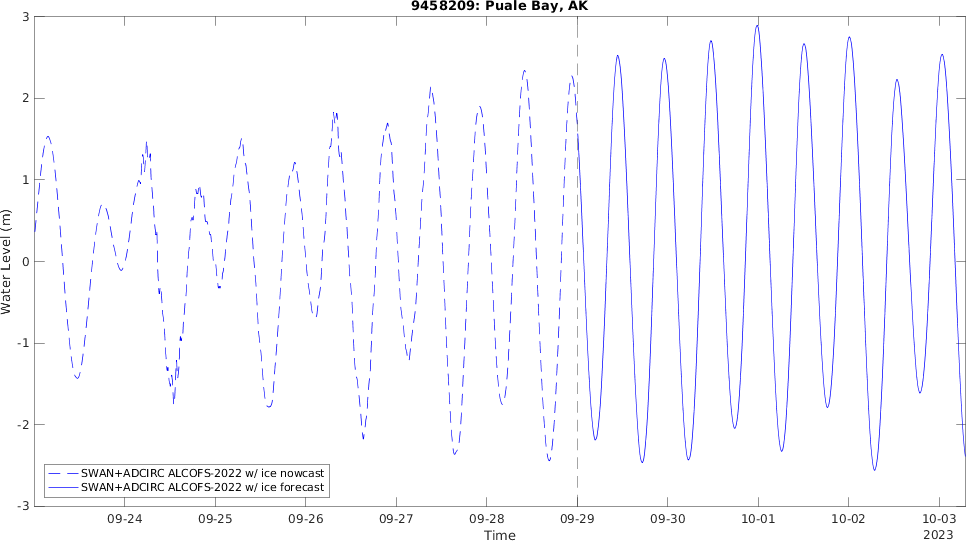 9458209: Puale Bay, AK
Water Level (m)
3
2
1
0
-1
-2
-3
SWAN+ADCIRC ALCOFS-2022 w/ ice nowcast
SWAN+ADCIRC ALCOFS-2022 w/ ice forecast
09-24 09-25 09-26 09-27 09-28 09-29 09-30 10-01 10-02 10-03
2023
Time